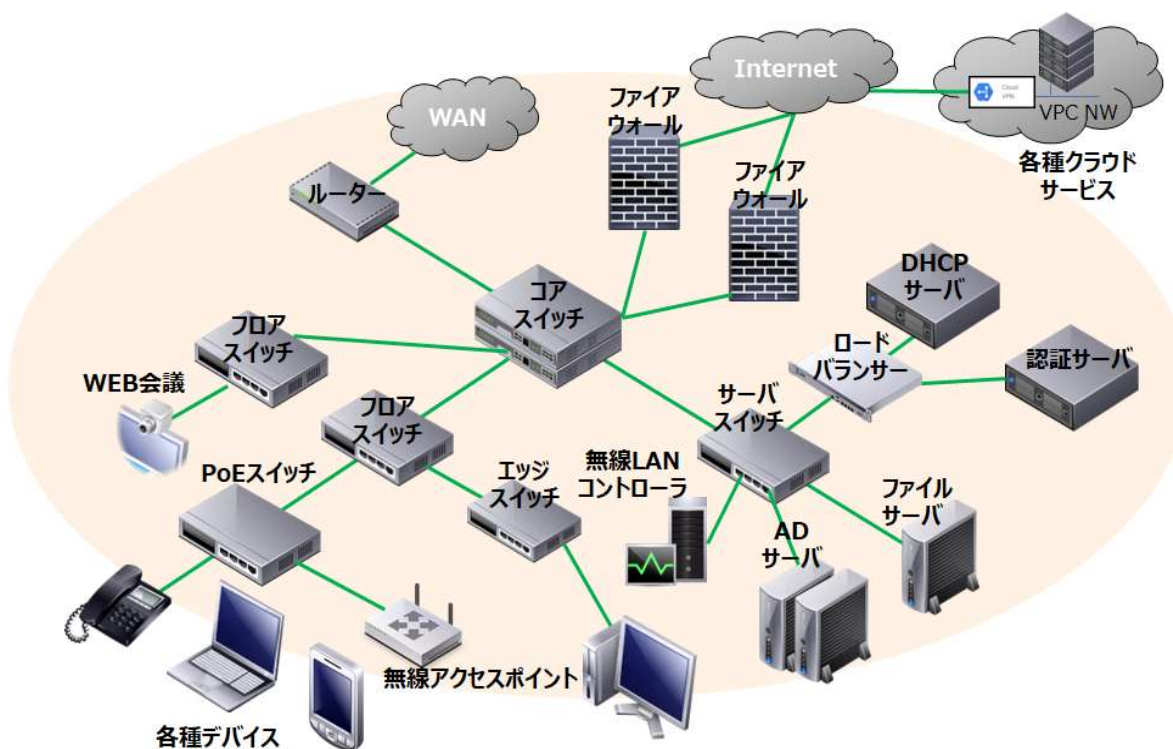 Internet
WAN
Cloud
VPN
VPC NW
各種クラウド
サービス
ファイア
ウォール
ファイア
ウォール
ルーター
コア
スイッチ
DHCP
サーバ
フロア
スイッチ
ロード
バランサー
認証サーバ
WEB会議
フロア
スイッチ
サーバ
スイッチ
PoEスイッチ
エッジ
スイッチ
無線LAN
コントローラ
ファイル
サーバ
AD
サーバ
無線アクセスポイント
各種デバイス